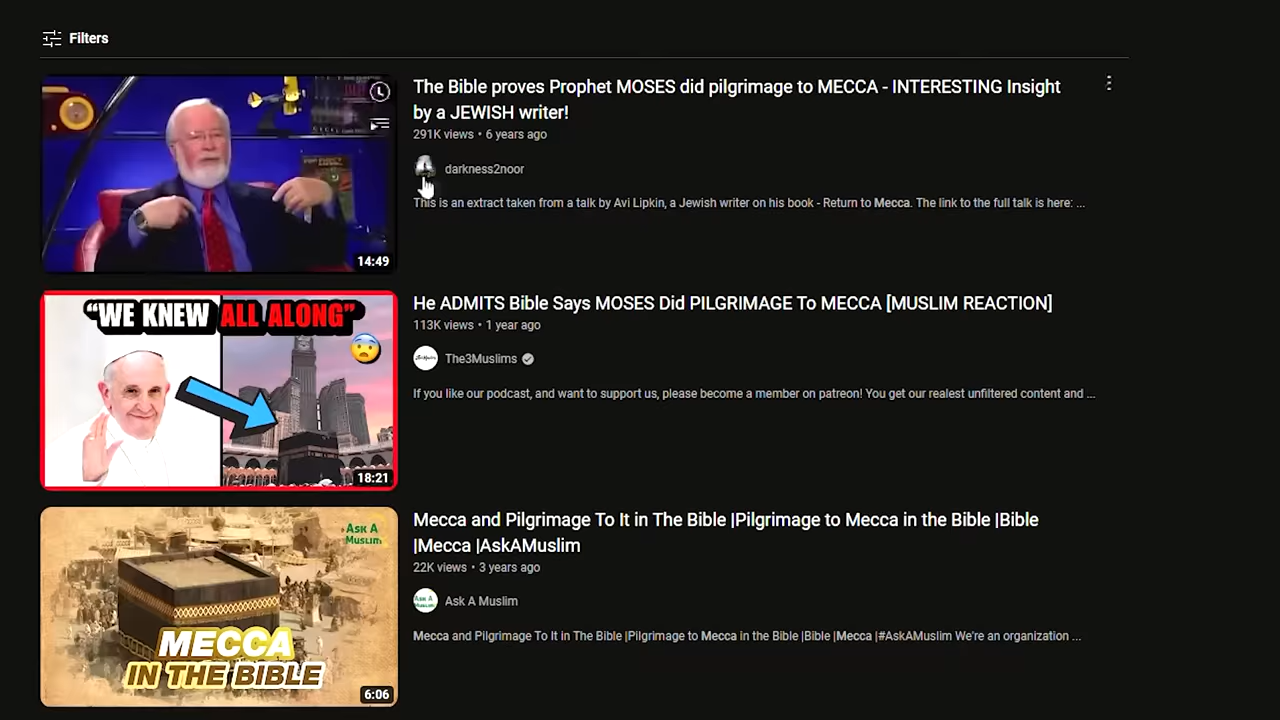 Filters
The Bible proves Prophet MOSES did pilgrimage to MECCA - INTERESTING Insight
by a JEWISH writer!
291K views • 6 years ago
darkness2noor
This is an extract taken from a talk by Avi Lipkin, a Jewish writer on his book - Return to Mecca. The link to the full talk is here: ...
14:49
“WE KNEW ALL ALONG”
He ADMITS Bible Says MOSES Did PILGRIMAGE To MECCA [MUSLIM REACTION]
113K views • 1 year ago
The3Muslims
If you like our podcast, and want to support us, please become a member on patreon! You get our realest unfiltered content and ...
18:21
ASK A
MUSLIM
MECCA
IN THE BIBLE
Mecca and Pilgrimage To It in The Bible |Pilgrimage to Mecca in the Bible |Bible
|Mecca |AskAMuslim
22K views • 3 years ago
Ask A Muslim
Mecca and Pilgrimage To It in The Bible |Pilgrimage to Mecca in the Bible |Bible |Mecca |#AskAMuslim We're an organization ...
6:06